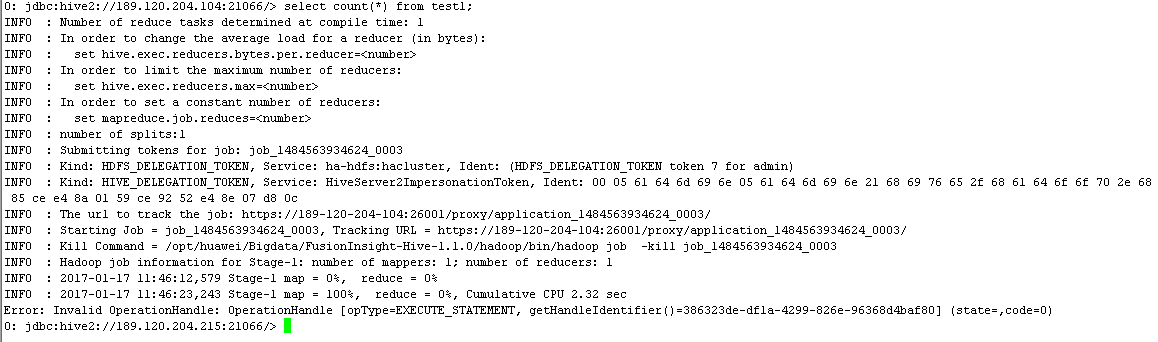 0: jdbc:hive2://189.120.204.104:21066/> select count(*) from test1;
INFO  : Number of reduce tasks determined at compile time: 1
INFO  : In order to change the average load for a reducer (in bytes):
INFO  :   set hive.exec.reducers.bytes.per.reducer=<number>
INFO  : In order to limit the maximum number of reducers:
INFO  :   set hive.exec.reducers.max=<number>
INFO  : In order to set a constant number of reducers:
INFO  :   set mapreduce.job.reduces=<number>
INFO  : number of splits:1
INFO  : Submitting tokens for job: job_1484563934624_0003
INFO  : Kind: HDFS_DELEGATION_TOKEN, Service: ha-hdfs:hacluster, Ident: (HDFS_DELEGATION_TOKEN token 7 for admin)
INFO  : Kind: HIVE_DELEGATION_TOKEN, Service: HiveServer2ImpersonationToken, Ident: 00 05 61 64 6d 69 6e 05 61 64 6d 69 6e 21 68 69 76 65 2f 68 61 64 6f 6f 70 2e 68
85 ce e4 8a 01 59 ce 92 52 e4 8e 07 d8 0c
INFO  : The url to track the job: https://189-120-204-104:26001/proxy/application_1484563934624_0003/
INFO  : Starting Job = job_1484563934624_0003, Tracking URL = https://189-120-204-104:26001/proxy/application_1484563934624_0003/
INFO  : Kill Command = /opt/huawei/Bigdata/FusionInsight-Hive-1.1.0/hadoop/bin/hadoop job  -kill job_1484563934624_0003
INFO  : Hadoop job information for Stage-1: number of mappers: 1; number of reducers: 1
INFO  : 2017-01-17 11:46:12,579 Stage-1 map = 0%,  reduce = 0%
INFO  : 2017-01-17 11:46:23,243 Stage-1 map = 100%,  reduce = 0%, Cumulative CPU 2.32 sec
Error: Invalid OperationHandle: OperationHandle [opType=EXECUTE_STATEMENT, getHandleIdentifier()=386323de-df1a-4299-826e-96368d4baf80] (state=,code=0)
0: jdbc:hive2://189.120.204.215:21066/>